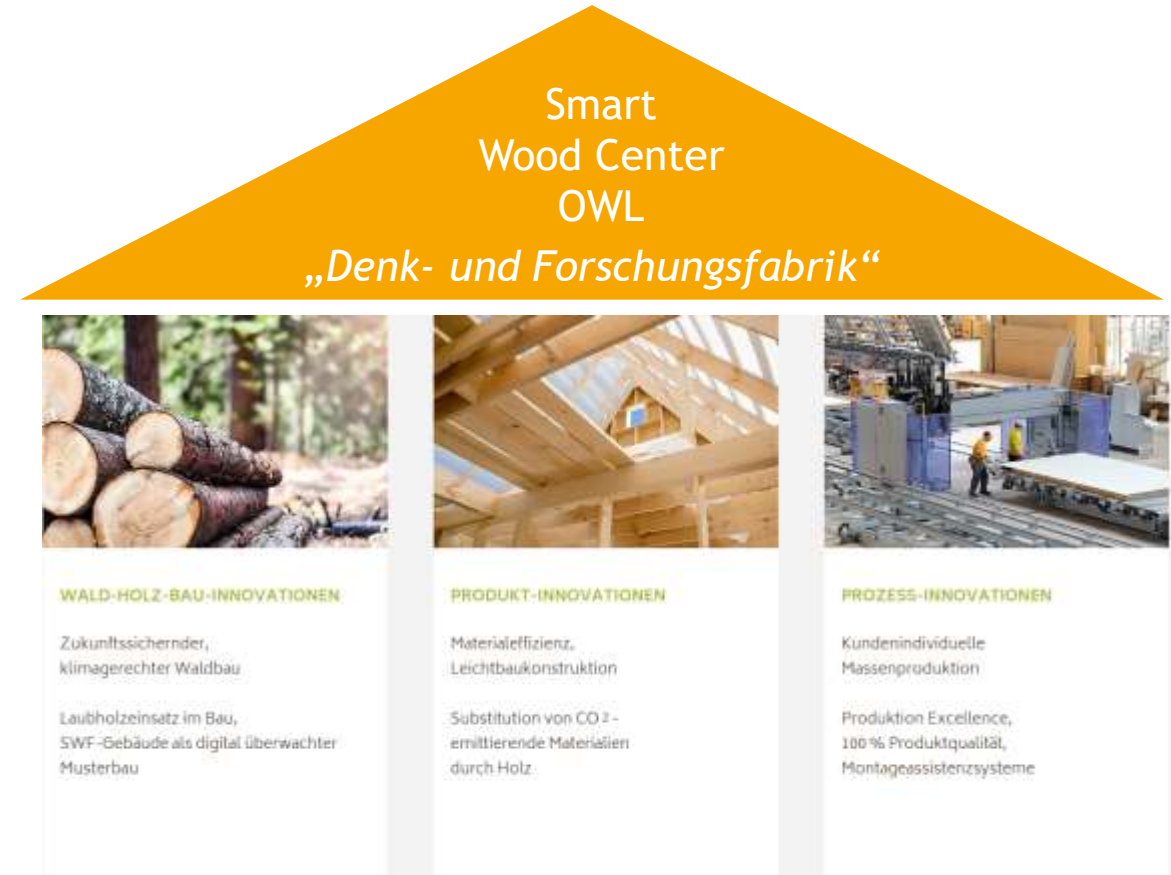 Smart
Wood Center
OWL
„Denk- und Forschungsfabrik“
WALD-HOLZ-BAU-INNOVATIONEN
Zukunftssichernder,
klimagerechter Waldbau
Laubholzeinsatz im Bau,
SWF-Gebäude als digital überwachter
Musterbau
PRODUKT-INNOVATIONEN
Materialeffizienz,
Leichtbaukonstruktion
Substitution von CO2-
emittierende Materialien
durch Holz
PROZESS-INNOVATIONEN
Kundenindividuelle
Massenproduktion
Produktion Excellence,
100 % Produktqualität,
Montageassistenzsysteme